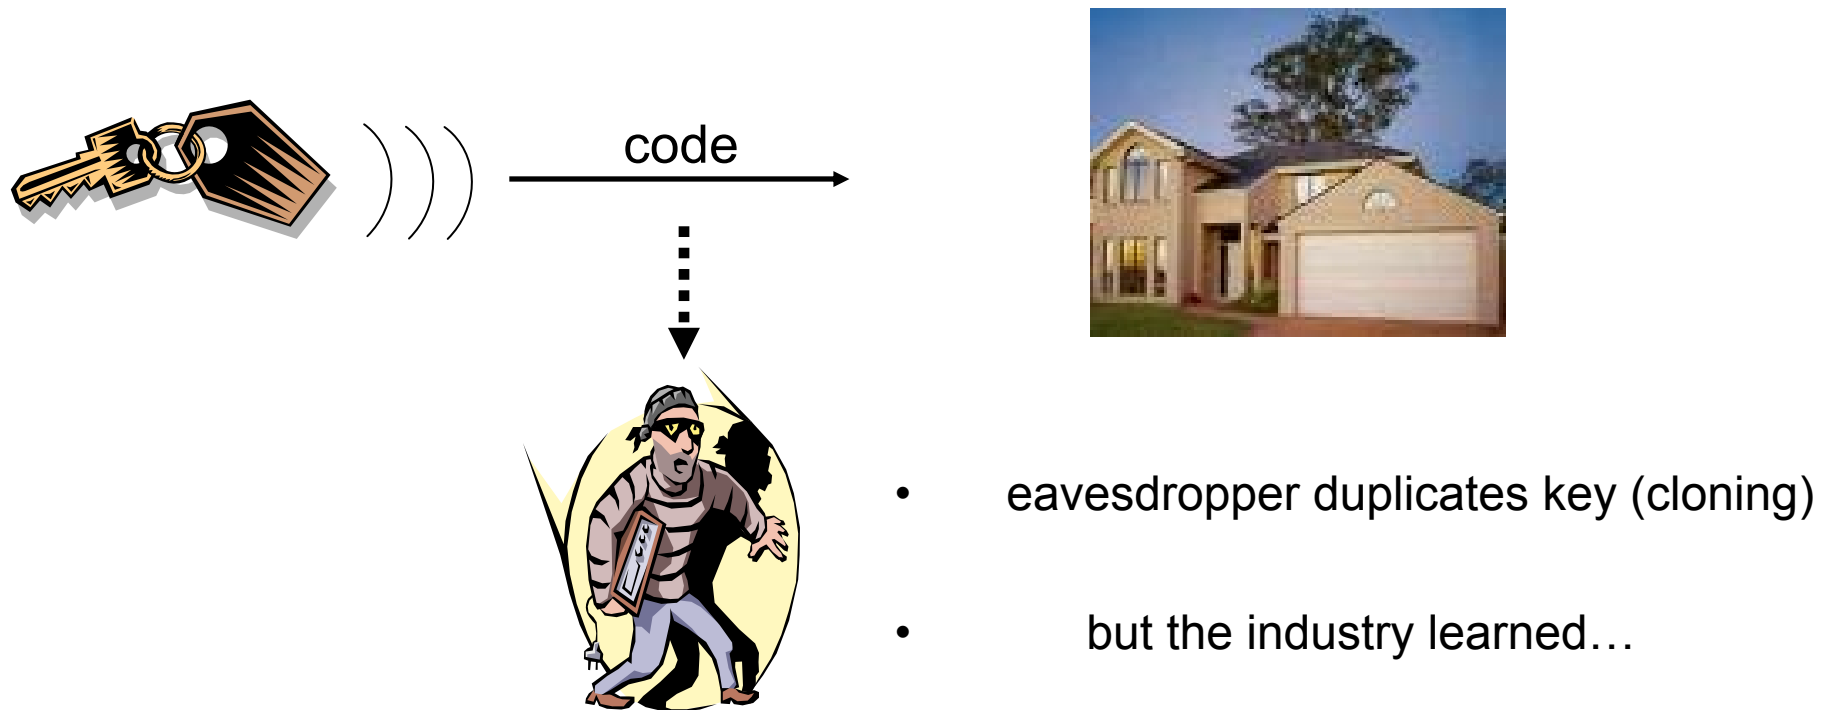 code
• eavesdropper duplicates key (cloning)
• but the industry learned…